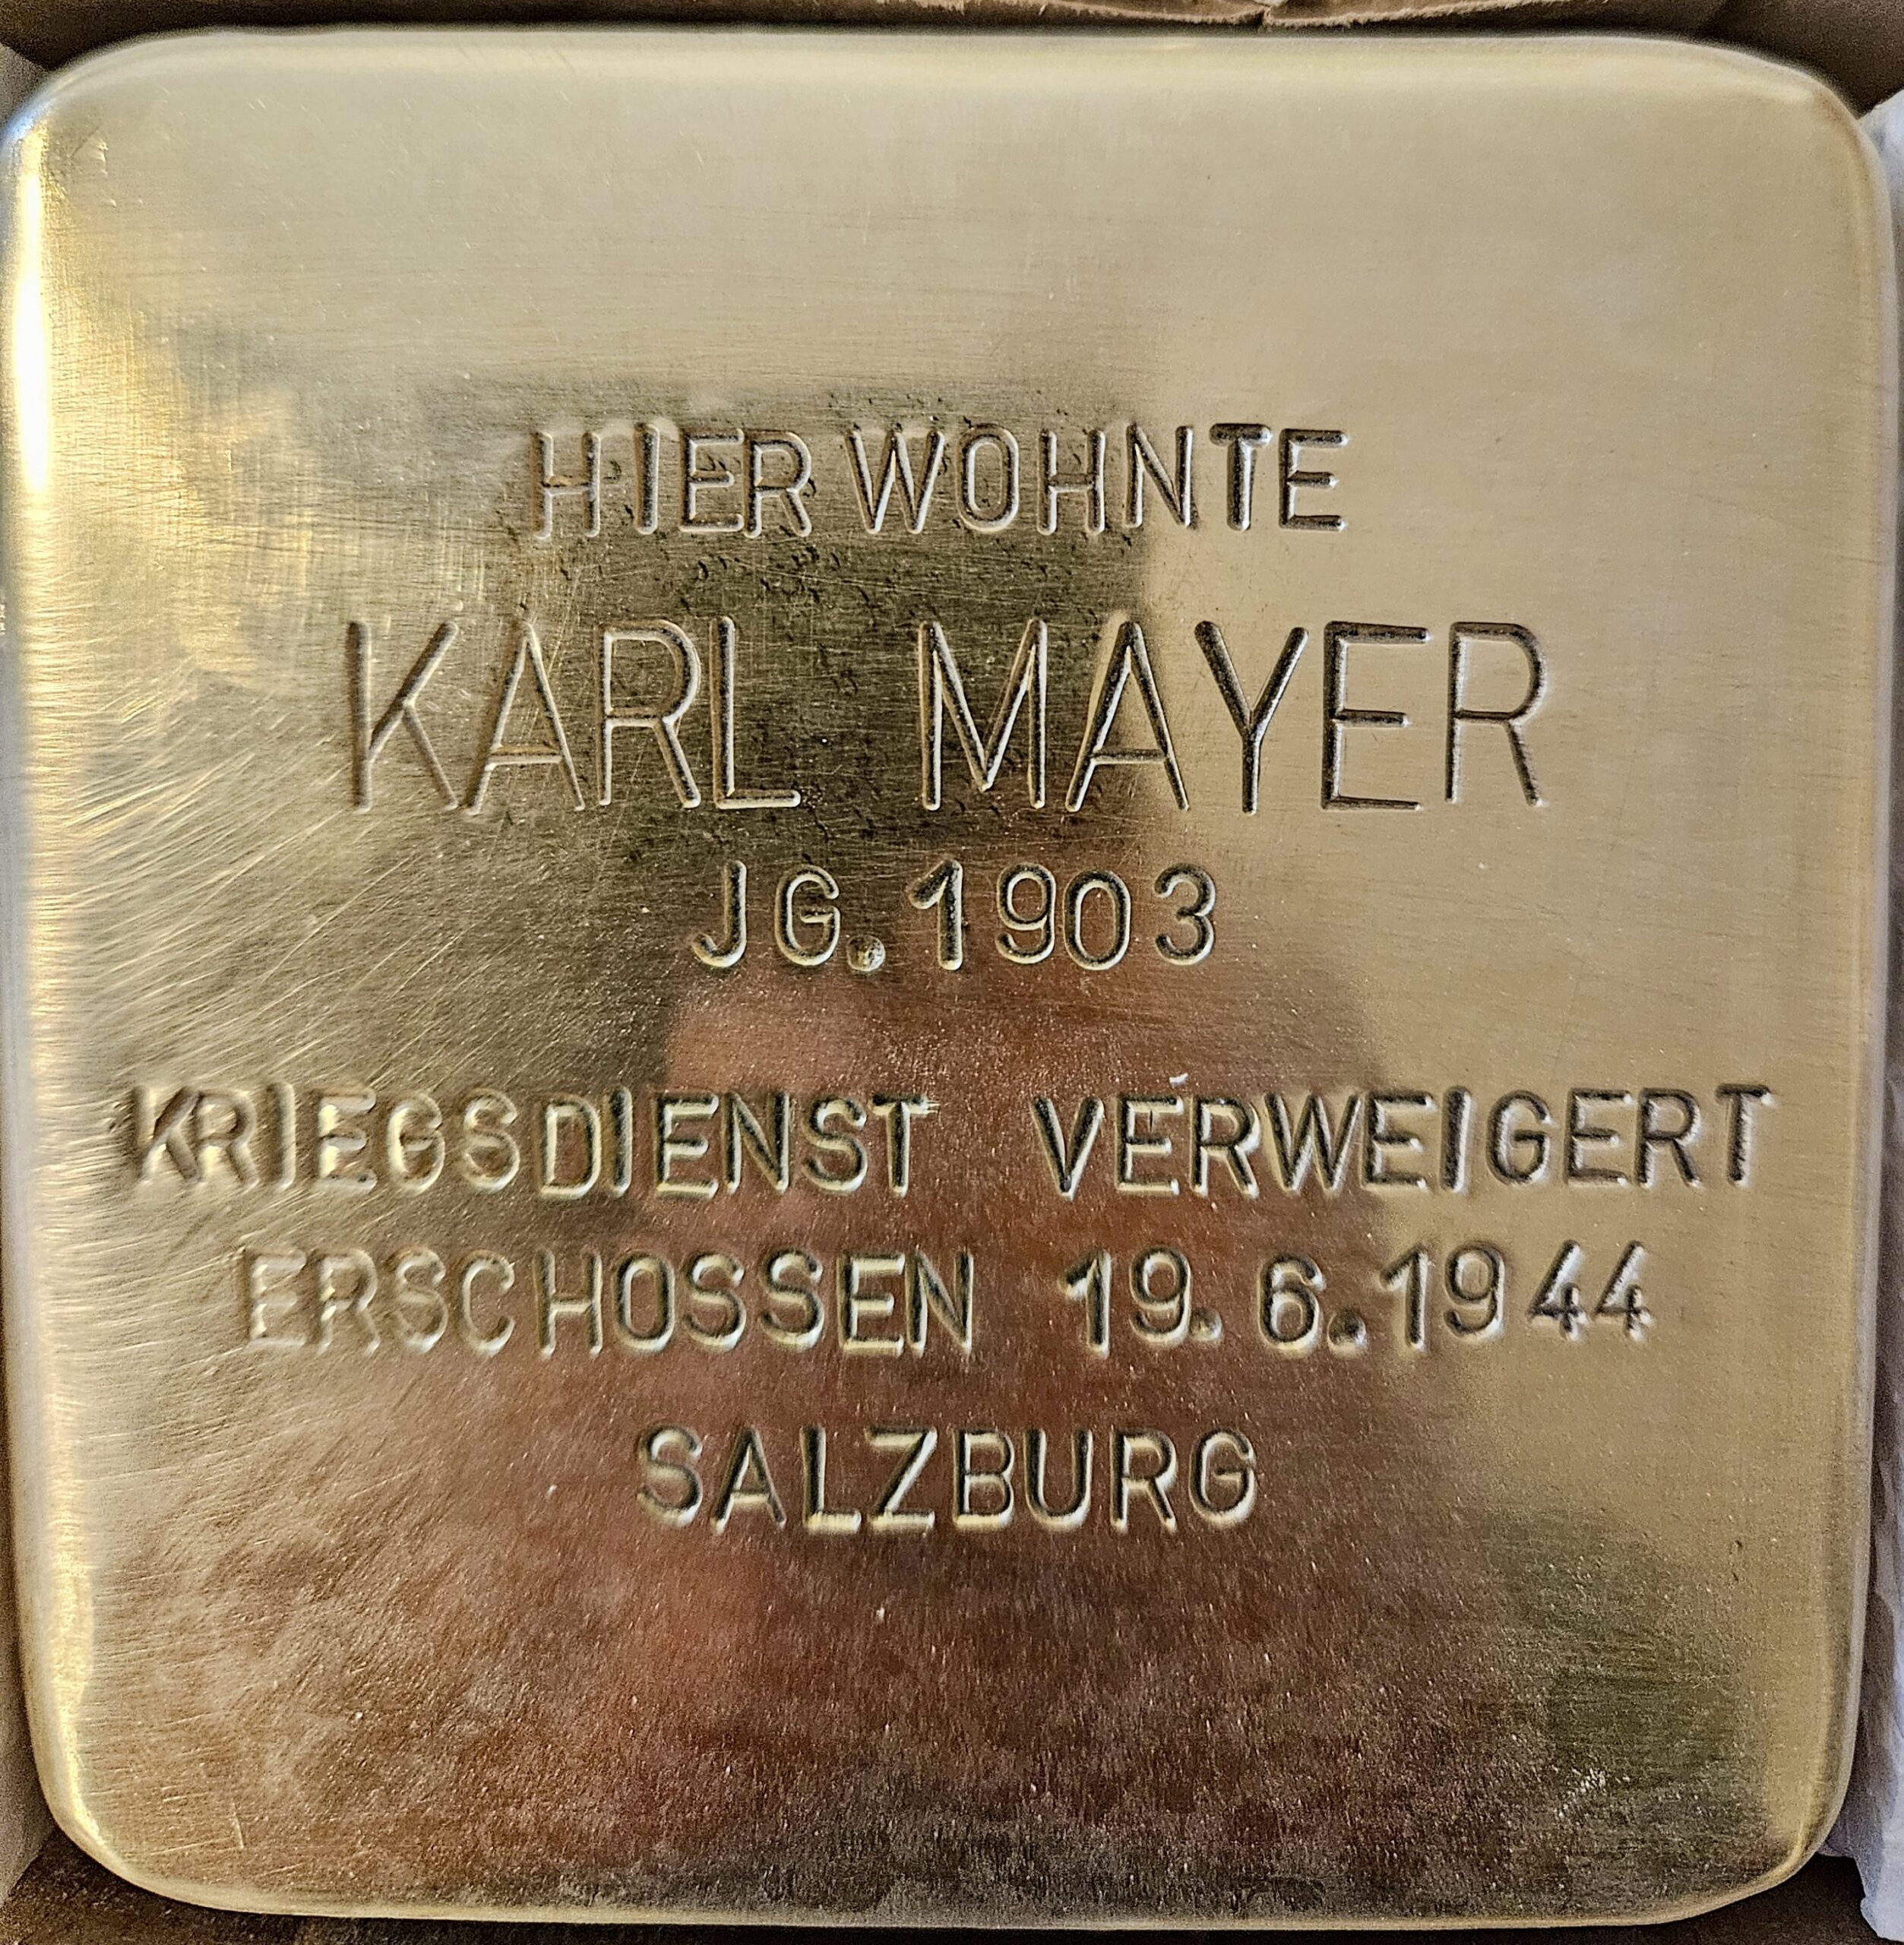 HIER WOHNTE
KARL MAYER
JG. 1903
KRIEGSDIENST VERWEIGERT
ERSCHOSSEN 19.6.1944
SALZBURG